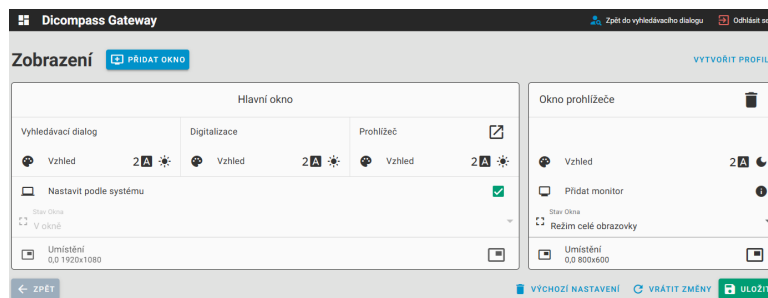 Dicompass Gateway
Zpět do vyhledávacího dialogu
Odhlásit se
Zobrazení
PŘIDAT OKNO
VYTVOŘIT PROFIL
Hlavní okno
Vyhledávací dialog
Digitalizace
Prohlížeč
Vzhled 2 A
Vzhled 2 A
Vzhled 2 A
Nastavit podle systému
Stav Okna
V okně
Umístění
0,0 1920x1080
Okno prohlížeče
Vzhled 2 A
Přidat monitor
Stav Okna
Režim celé obrazovky
Umístění
0,0 800x600
ZPĚT
VÝCHOZÍ NASTAVENÍ
VRÁTIT ZMĚNY
ULOŽIT